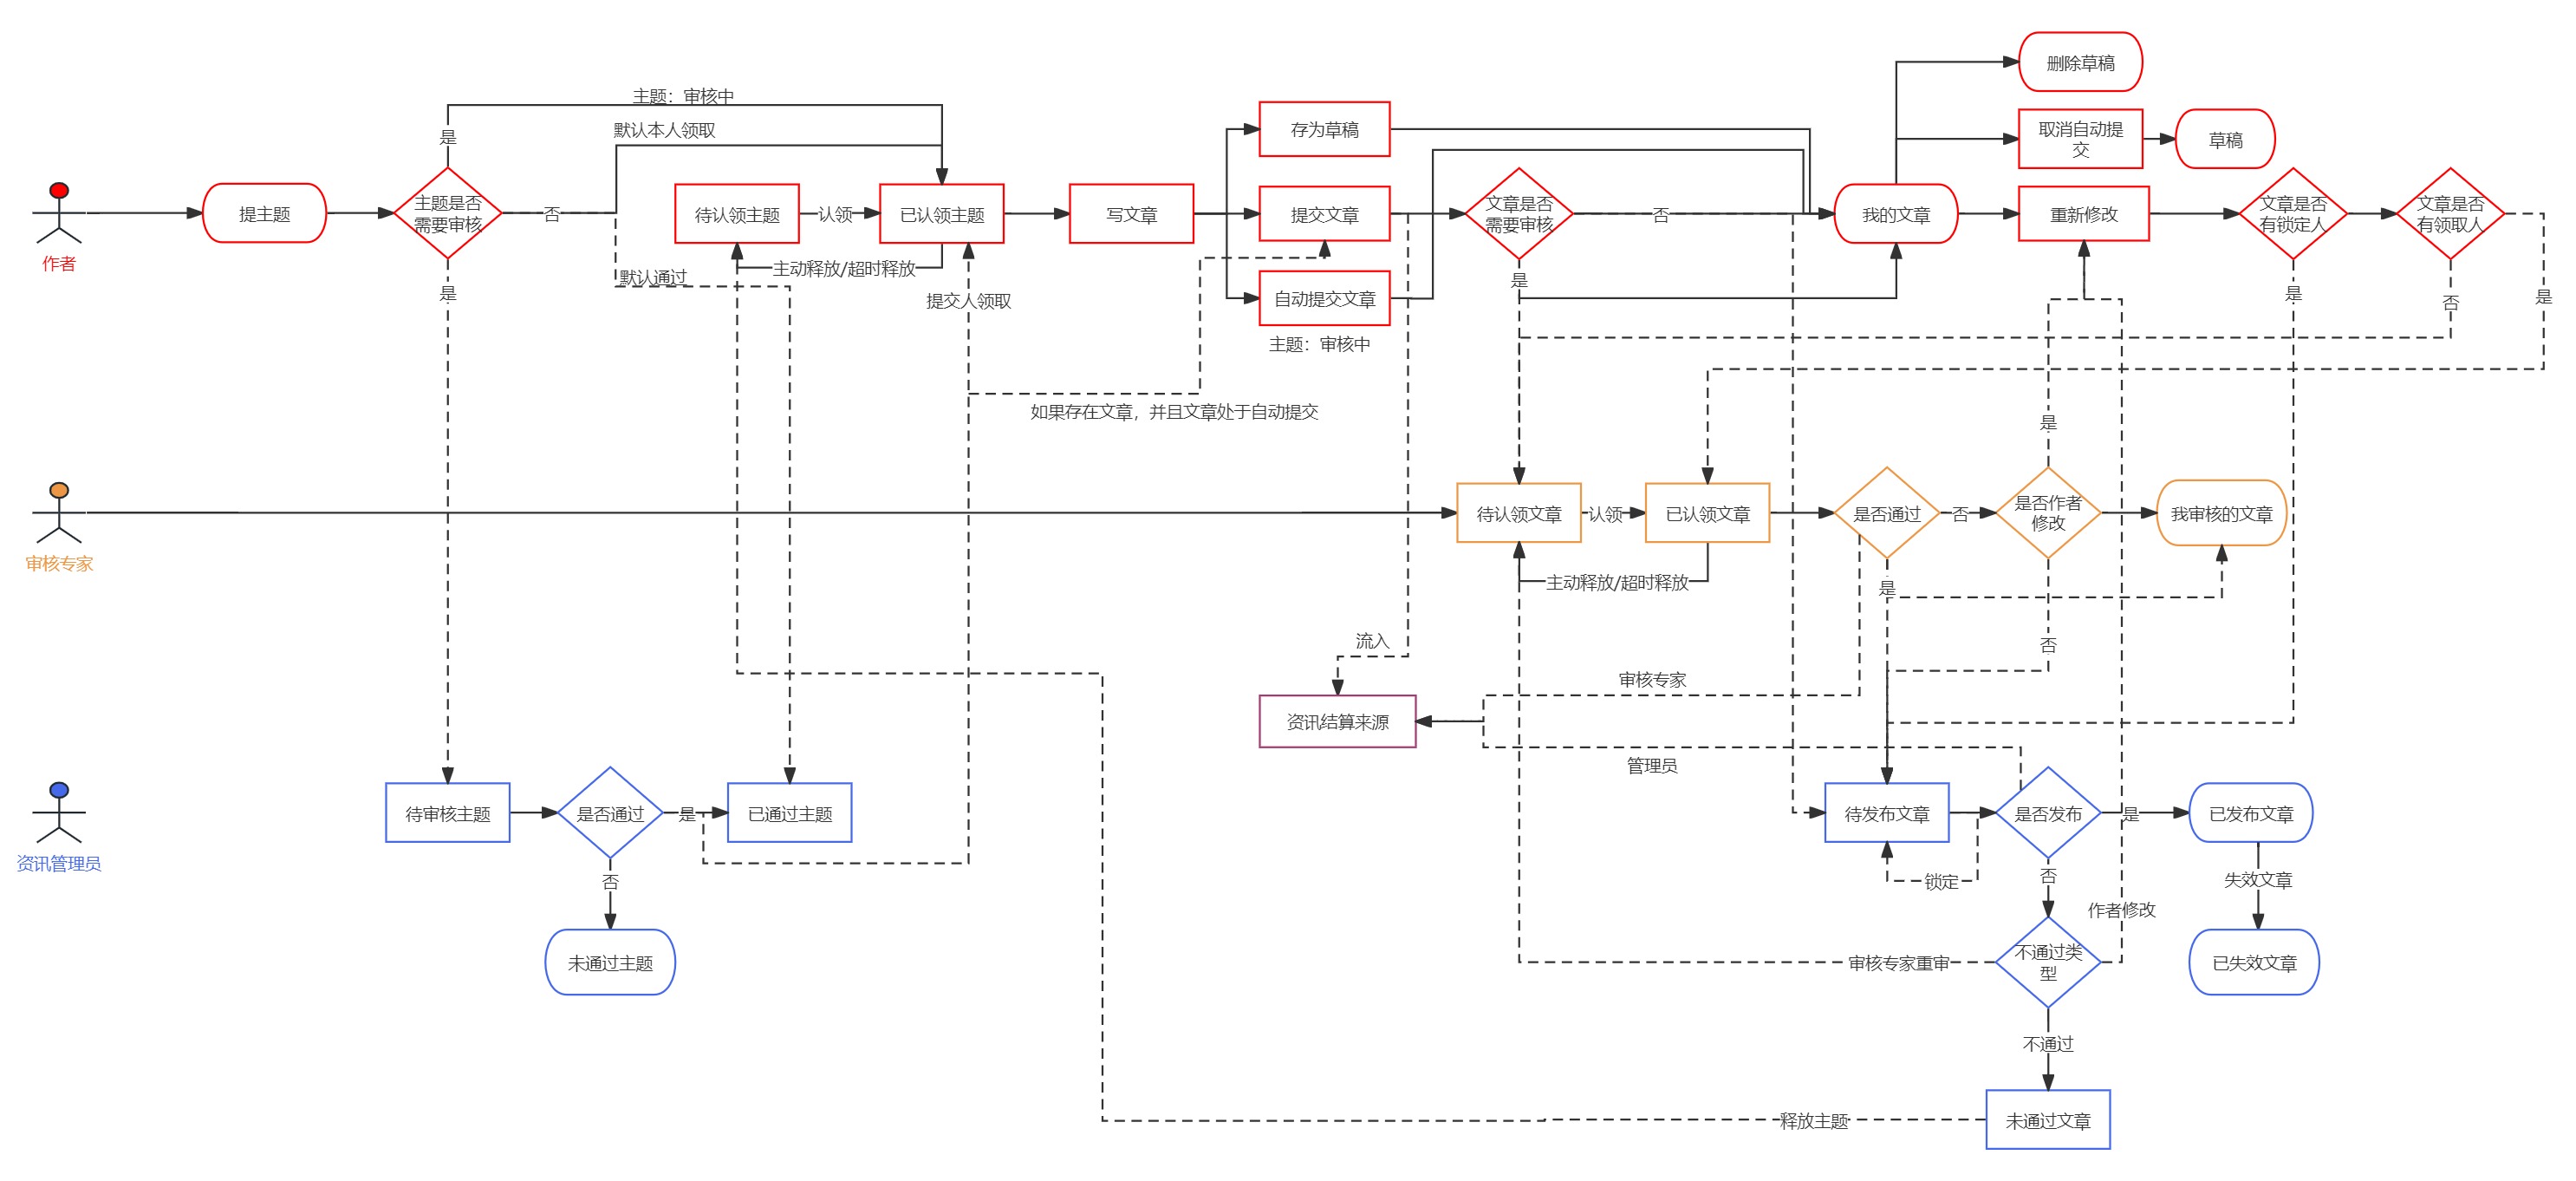 删除草稿
主题：审核中
是
默认本人领取
存为草稿
取消自动提
交
草稿
作者
提主题
主题是否
需要审核
否
待认领主题
认领
已认领主题
写文章
提交文章
文章是否
需要审核
否
我的文章
重新修改
文章是否
有锁定人
文章是否
有领取人
默认通过
主动释放/超时释放
是
提交人领取
自动提交文章
是
是
否
是
主题：审核中
如果存在文章，并且文章处于自动提交
是
审核专家
待认领文章
认领
已认领文章
是否通过
否
是否作者
修改
我审核的文章
主动释放/超时释放
是
流入
否
审核专家
资讯结算来源
管理员
资讯管理员
待审核主题
是否通过
是
已通过主题
待发布文章
是否发布
是
已发布文章
否
锁定
否
失效文章
作者修改
未通过主题
审核专家重审
不通过类
型
已失效文章
不通过
释放主题
未通过文章